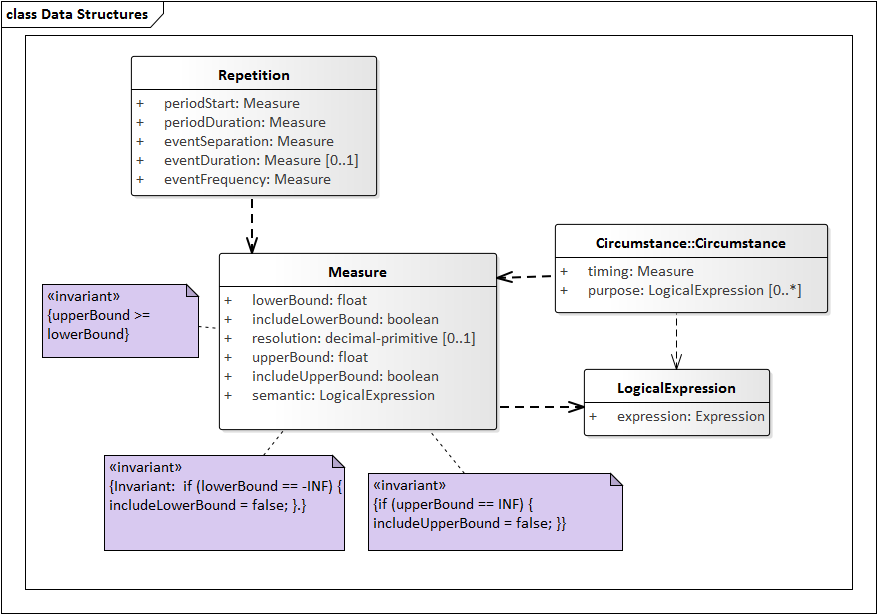 class Data Structures
Repetition
+ periodStart: Measure
+ periodDuration: Measure
+ eventSeparation: Measure
+ eventDuration: Measure [0..1]
+ eventFrequency: Measure
Circumstance::Circumstance
+ timing: Measure
+ purpose: LogicalExpression [0..*]
Measure
+ lowerBound: float
+ includeLowerBound: boolean
+ resolution: decimal-primitive [0..1]
+ upperBound: float
+ includeUpperBound: boolean
+ semantic: LogicalExpression
«invariant»
{upperBound >=
lowerBound}
LogicalExpression
+ expression: Expression
«invariant»
{Invariant:  if (lowerBound == -INF) {
includeLowerBound = false; }.}
«invariant»
{if (upperBound == INF) {
includeUpperBound = false; }}